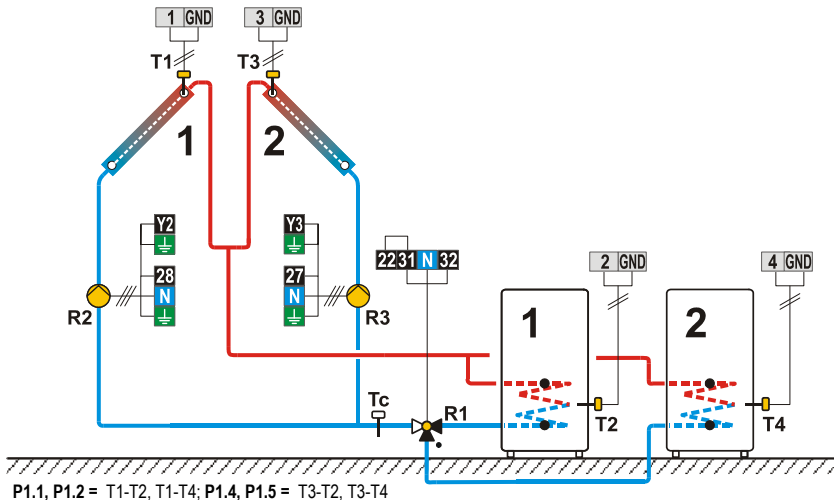 1 GND
3 GND
T1
T3
1
2
Y2
Y3
22 31 N 32
2 GND
4 GND
28
27
N
N
R2
R3
1
2
Tc
R1
T2
T4
P1.1, P1.2 = T1-T2, T1-T4; P1.4, P1.5 = T3-T2, T3-T4